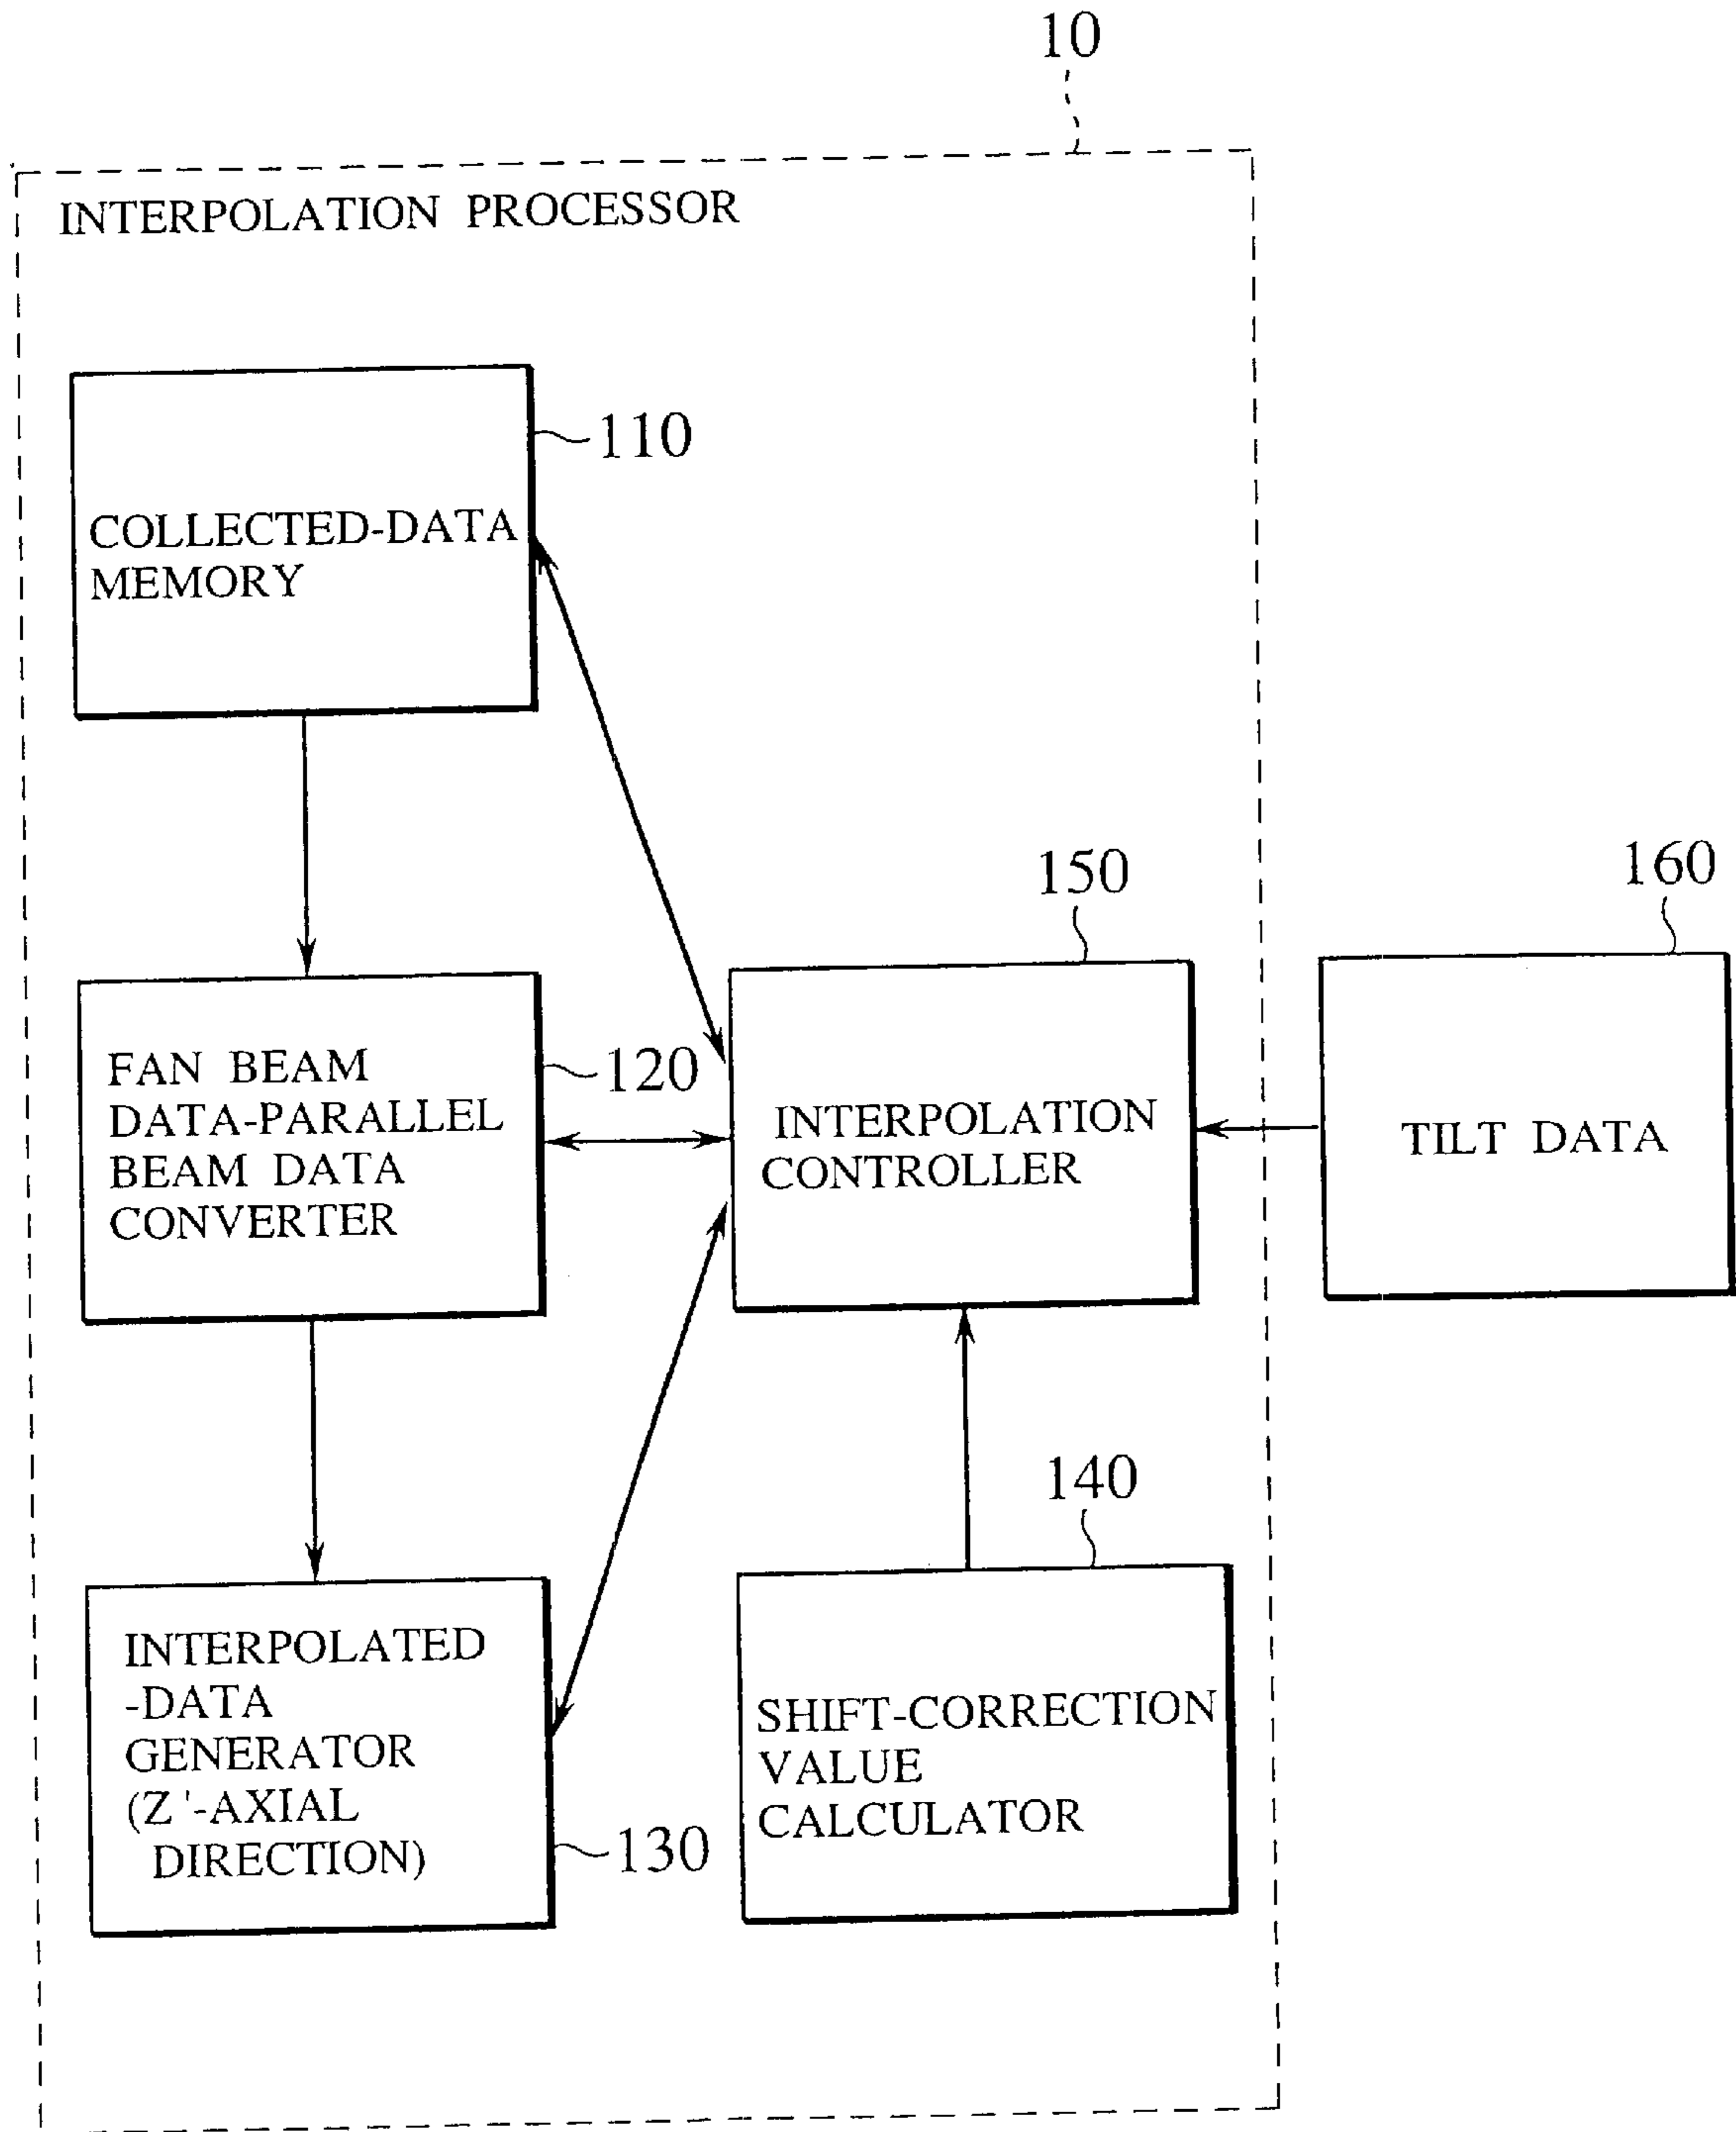 10
INTERPOLATION PROCESSOR
110
COLLECTED-DATA
MEMORY
150
160
FAN BEAM
DATA-PARALLEL
BEAM DATA
CONVERTER
120
INTERPOLATION
CONTROLLER
TILT DATA
140
INTERPOLATED
-DATA
GENERATOR
(Z'-AXIAL
DIRECTION)
130
SHIFT-CORRECTION
VALUE
CALCULATOR